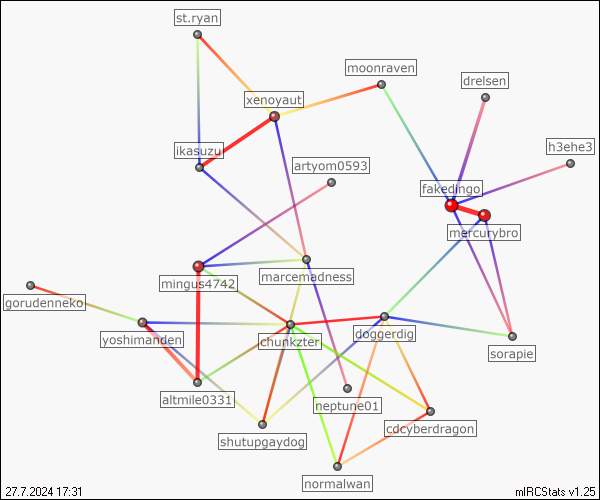 st.ryan
moonraven
drelsen
xenoyaut
h3ehe3
ikasuzu
artyom0593
fakedingo
mercurybro
marcemadness
mingus4742
gorudenneko
yoshimanden
chunkzter
doggerdig
sorapie
altmile0331
neptune01
cdcyberdragon
shutupgaydog
normalwan
27.7.2024 17:31
mIRCStats v1.25